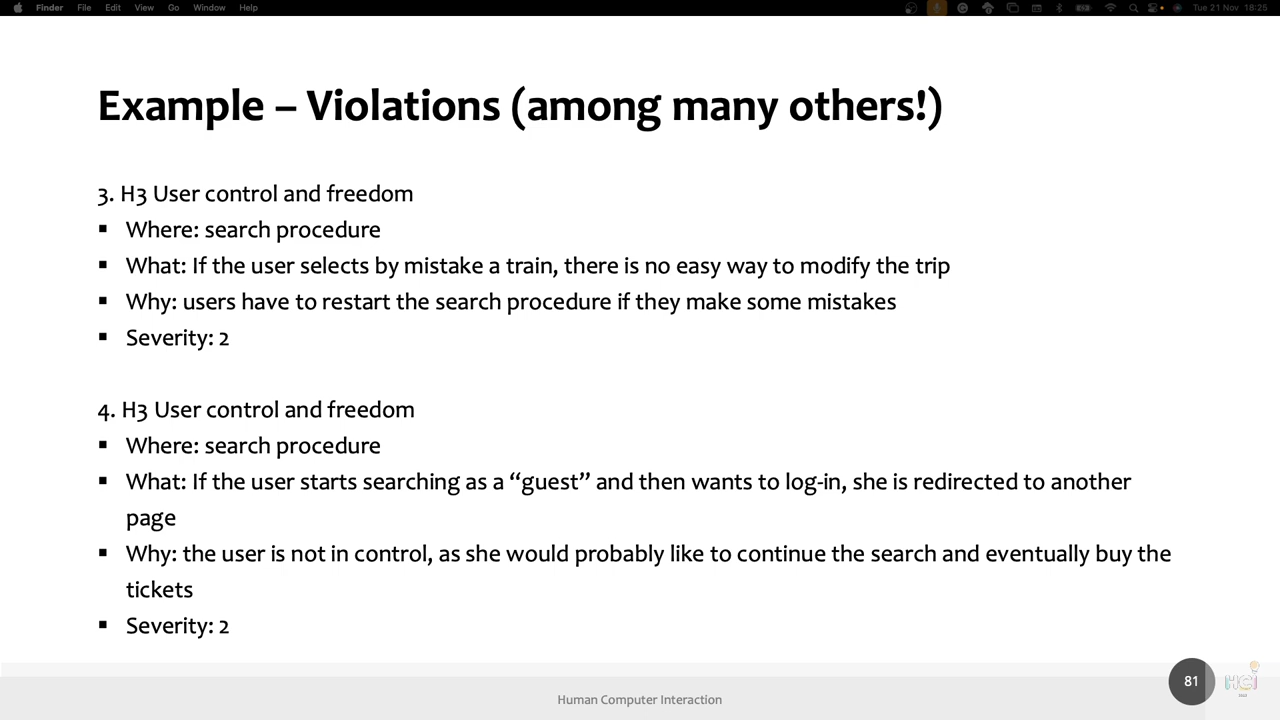 Finder File Edit View Go Window Help Tue 21 Nov 18:25
Example – Violations (among many others!)
3. H3 User control and freedom
▪ Where: search procedure
▪ What: If the user selects by mistake a train, there is no easy way to modify the trip
▪ Why: users have to restart the search procedure if they make some mistakes
▪ Severity: 2
4. H3 User control and freedom
▪ Where: search procedure
▪ What: If the user starts searching as a “guest” and then wants to log-in, she is redirected to another
page
▪ Why: the user is not in control, as she would probably like to continue the search and eventually buy the
tickets
▪ Severity: 2
81
HCI
Human Computer Interaction